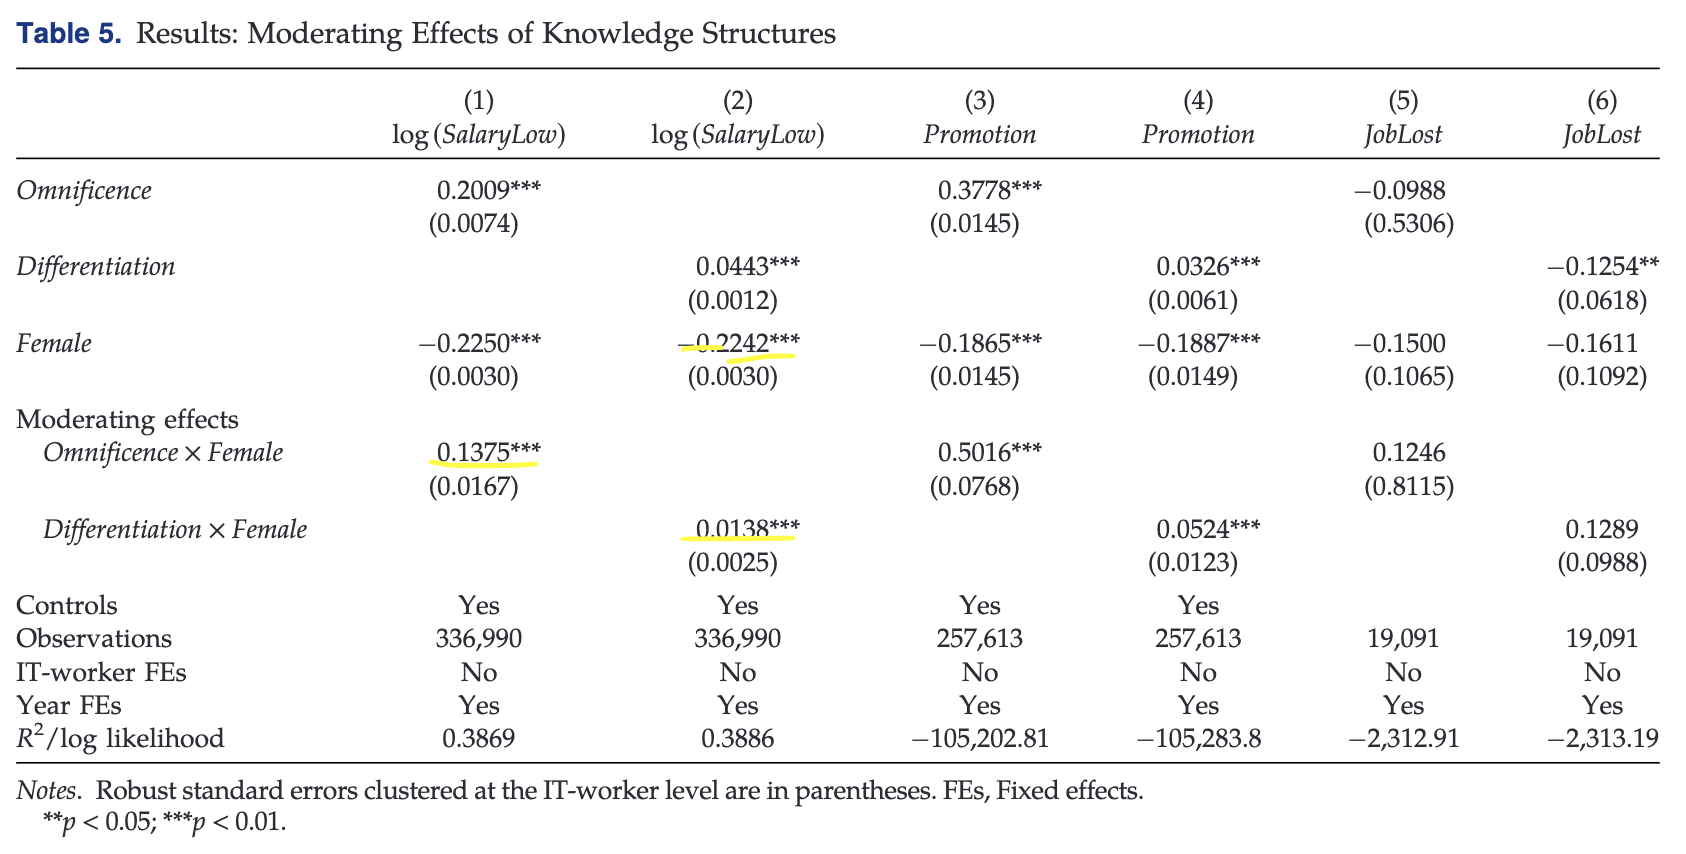 Table 5. Results: Moderating Effects of Knowledge Structures
(1) (2) (3) (4) (5) (6)
log (SalaryLow) log (SalaryLow) Promotion Promotion JobLost JobLost
Omnificence 0.2009*** 0.3778*** −0.0988
(0.0074) (0.0145) (0.5306)
Differentiation 0.0443*** 0.0326*** −0.1254**
(0.0012) (0.0061) (0.0618)
Female −0.2250*** −0.2242*** −0.1865*** −0.1887*** −0.1500 −0.1611
(0.0030) (0.0030) (0.0145) (0.0149) (0.1065) (0.1092)
Moderating effects
Omnificence × Female 0.1375*** 0.5016*** 0.1246
(0.0167) (0.0768) (0.8115)
Differentiation × Female 0.0138*** 0.0524*** 0.1289
(0.0025) (0.0123) (0.0988)
Controls Yes Yes Yes Yes
Observations 336,990 336,990 257,613 257,613 19,091 19,091
IT-worker FEs No No No No No No
Year FEs Yes Yes Yes Yes Yes Yes
R²/log likelihood 0.3869 0.3886 −105,202.81 −105,283.8 −2,312.91 −2,313.19
Notes. Robust standard errors clustered at the IT-worker level are in parentheses. FEs, Fixed effects.
**p < 0.05; ***p < 0.01.